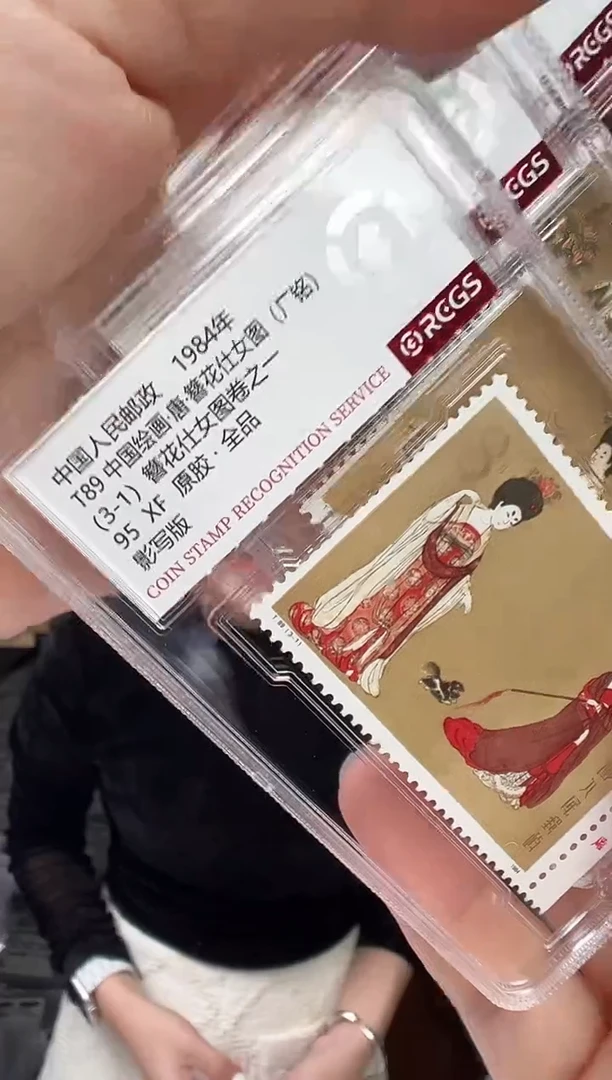 中国人民邮政 1984年
T89 中国绘画·唐·簪花仕女图（广铭）
（3-1） 簪花仕女图卷之一
95 XF 原胶·全品
影写版
COIN STAMP RECOGNITION SERVICE
RCGS
CGS
RCGS